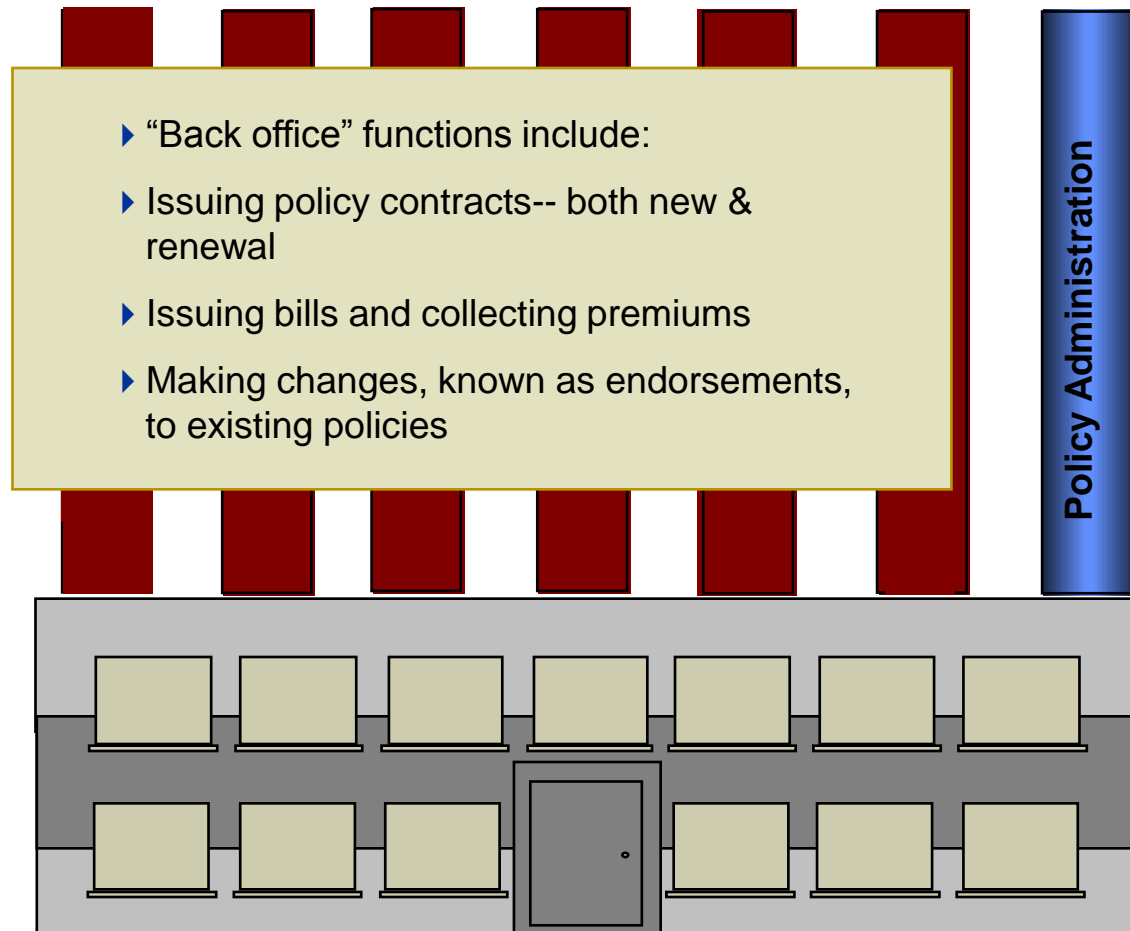 “Back office” functions include:
Issuing policy contracts-- both new &
renewal
Issuing bills and collecting premiums
Making changes, known as endorsements,
to existing policies
Policy Administration